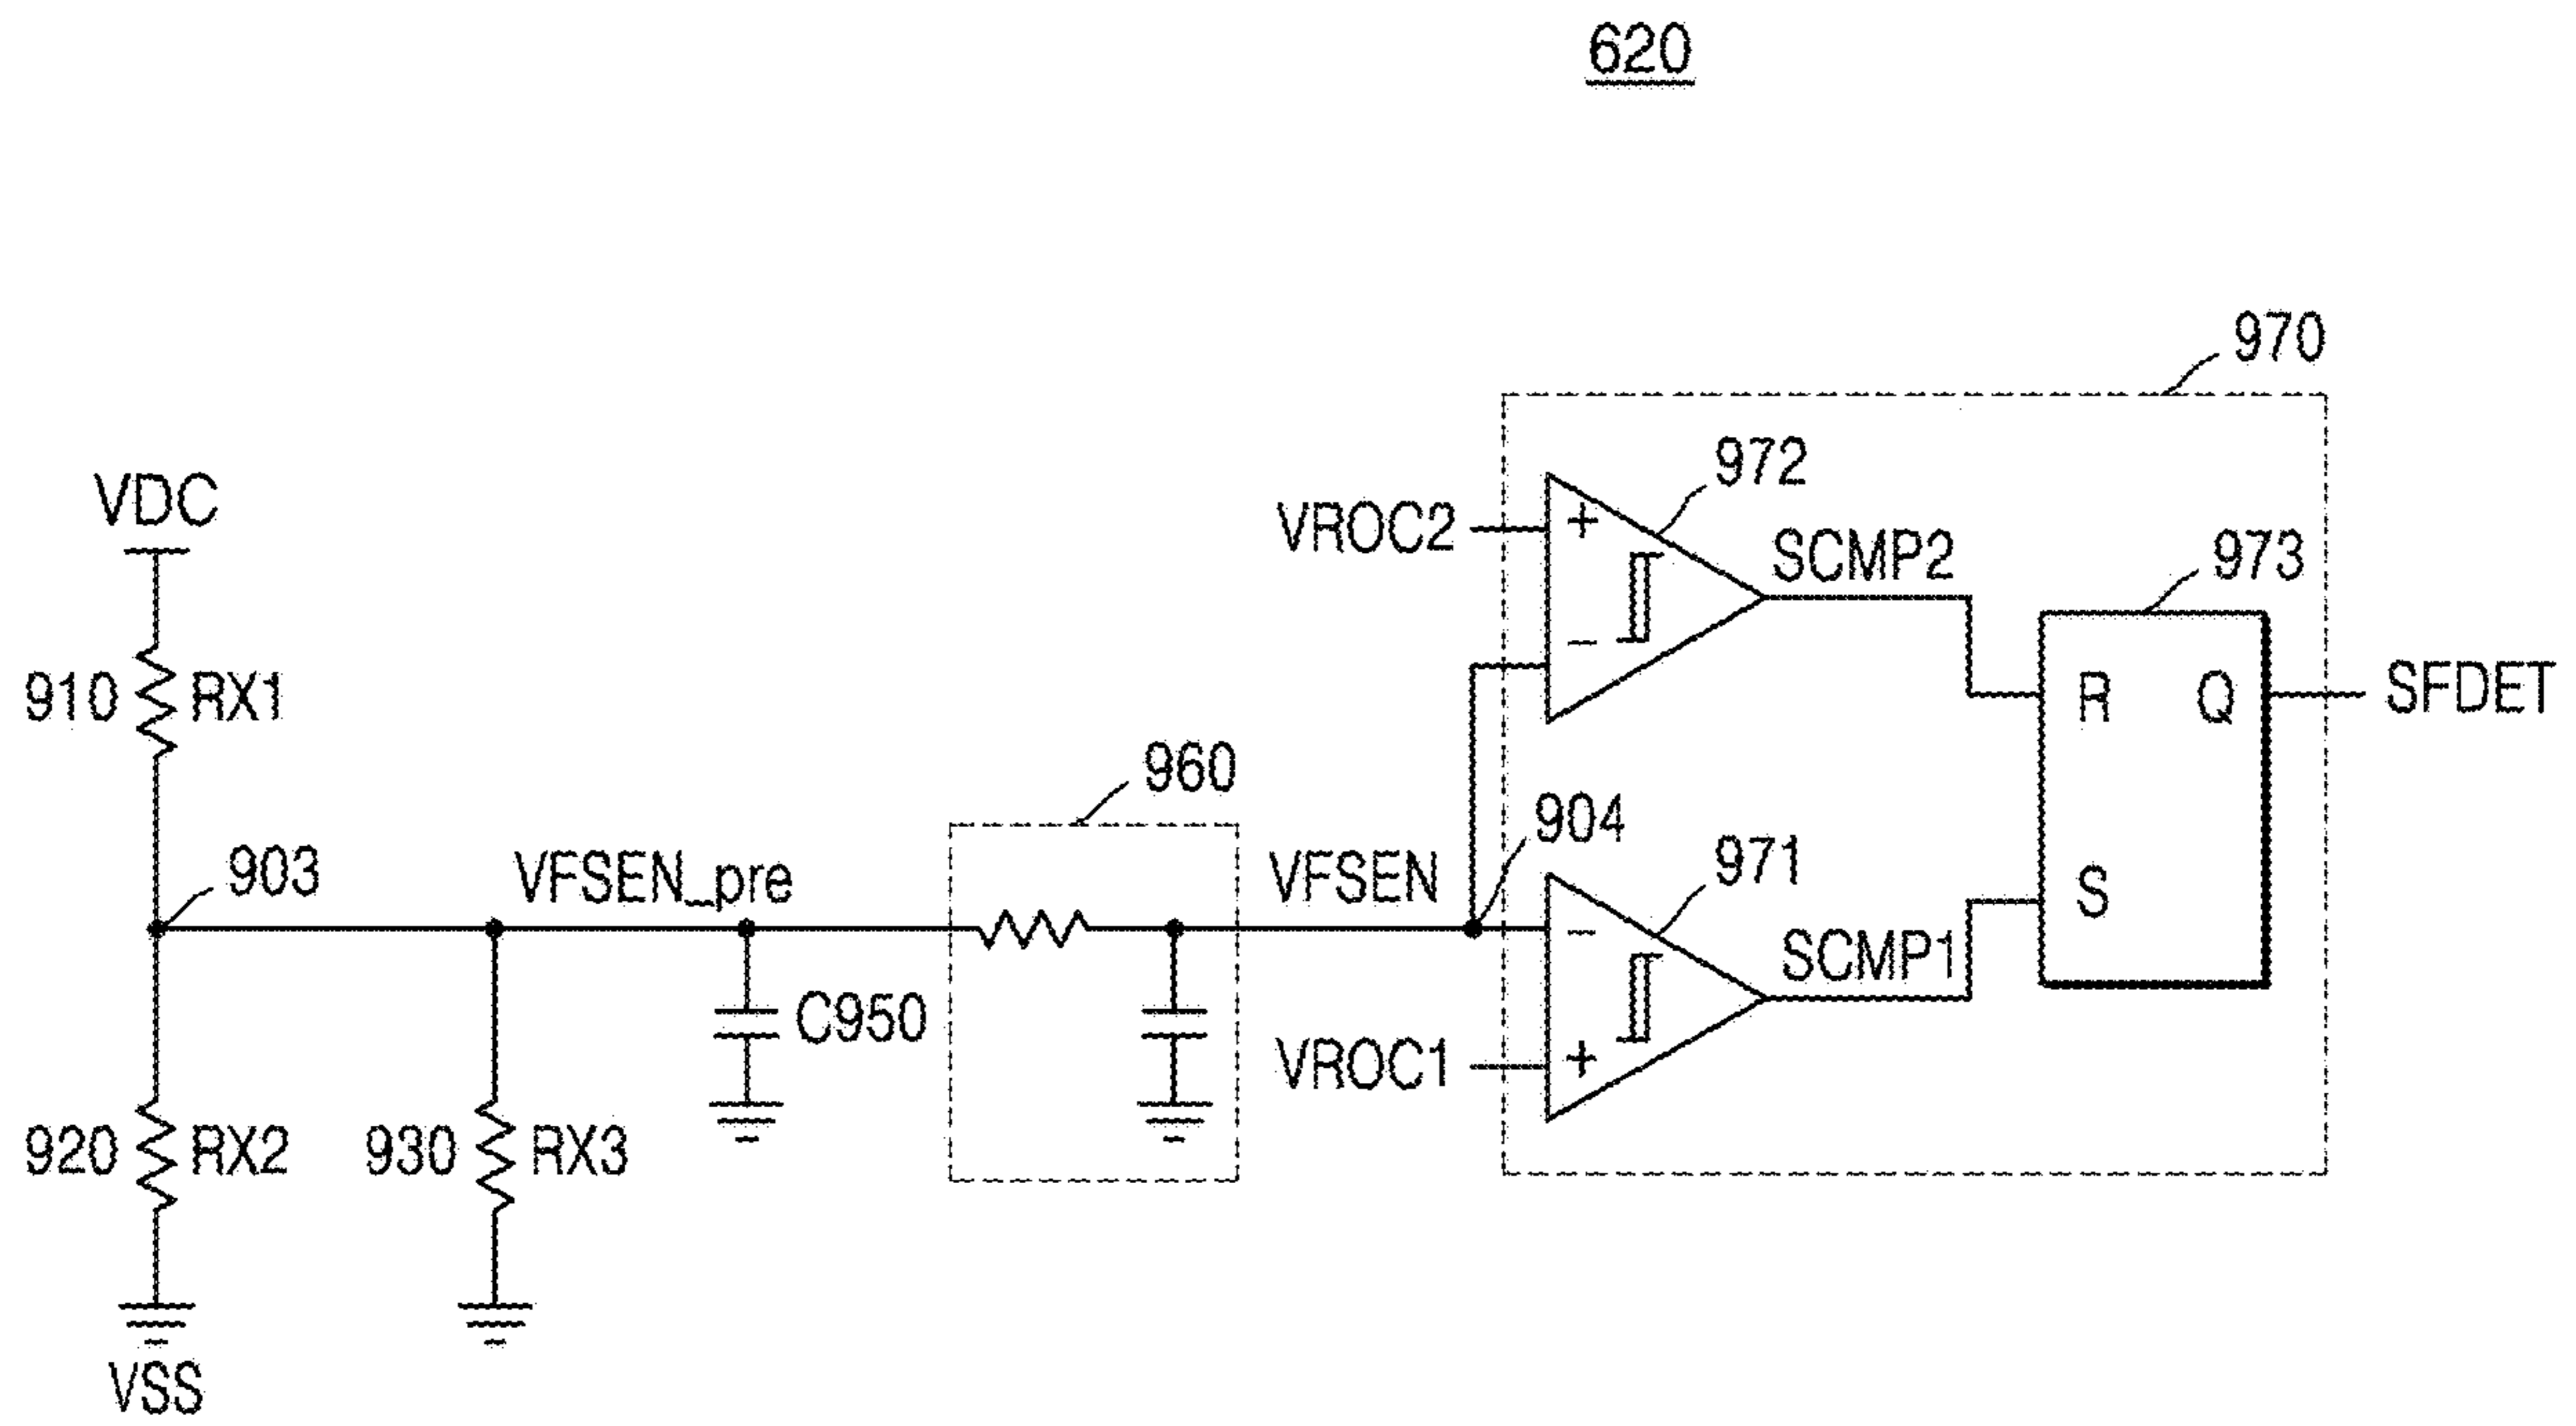 620
970
972
VDC
VROC2
+
SCMP2
973
−
910 RX1
R Q SFDET
960
904
903
VFSEN_pre
VFSEN
971
S
−
SCMP1
C950
VROC1
+
920 RX2
930 RX3
VSS